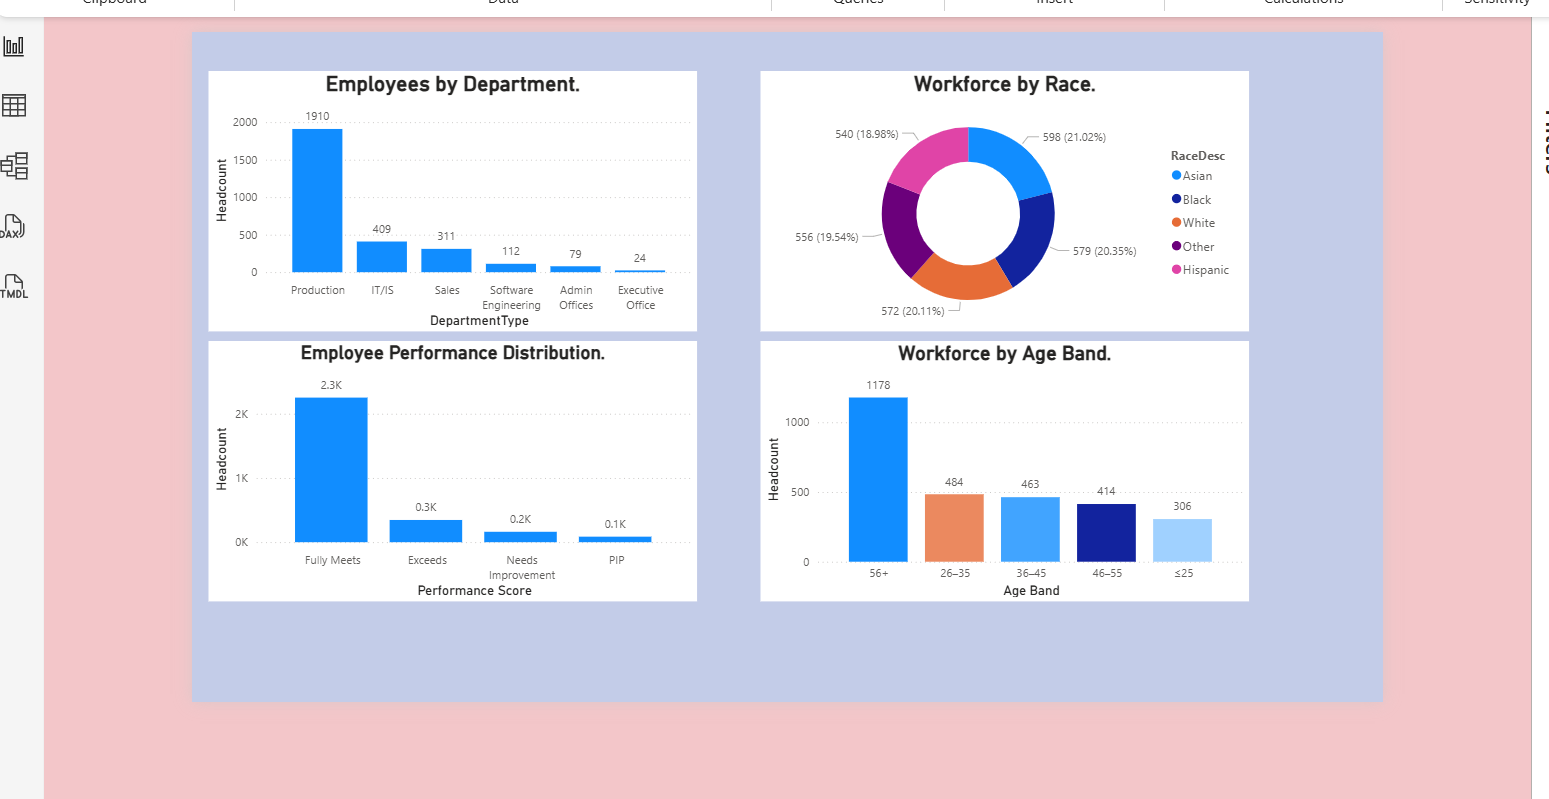 Clipboard
Data
Queries
Insert
Calculations
Sensitivity
DAX
TMDL
Employees by Department.
Headcount
2000
1500
1000
500
0
1910
409
311
112
79
24
Production
IT/IS
Sales
Software
Engineering
Admin
Offices
Executive
Office
DepartmentType
Workforce by Race.
540 (18.98%)
598 (21.02%)
556 (19.54%)
579 (20.35%)
572 (20.11%)
RaceDesc
Asian
Black
White
Other
Hispanic
Employee Performance Distribution.
Headcount
2K
1K
0K
2.3K
0.3K
0.2K
0.1K
Fully Meets
Exceeds
Needs
Improvement
PIP
Performance Score
Workforce by Age Band.
Headcount
1000
500
0
1178
484
463
414
306
56+
26–35
36–45
46–55
≤25
Age Band